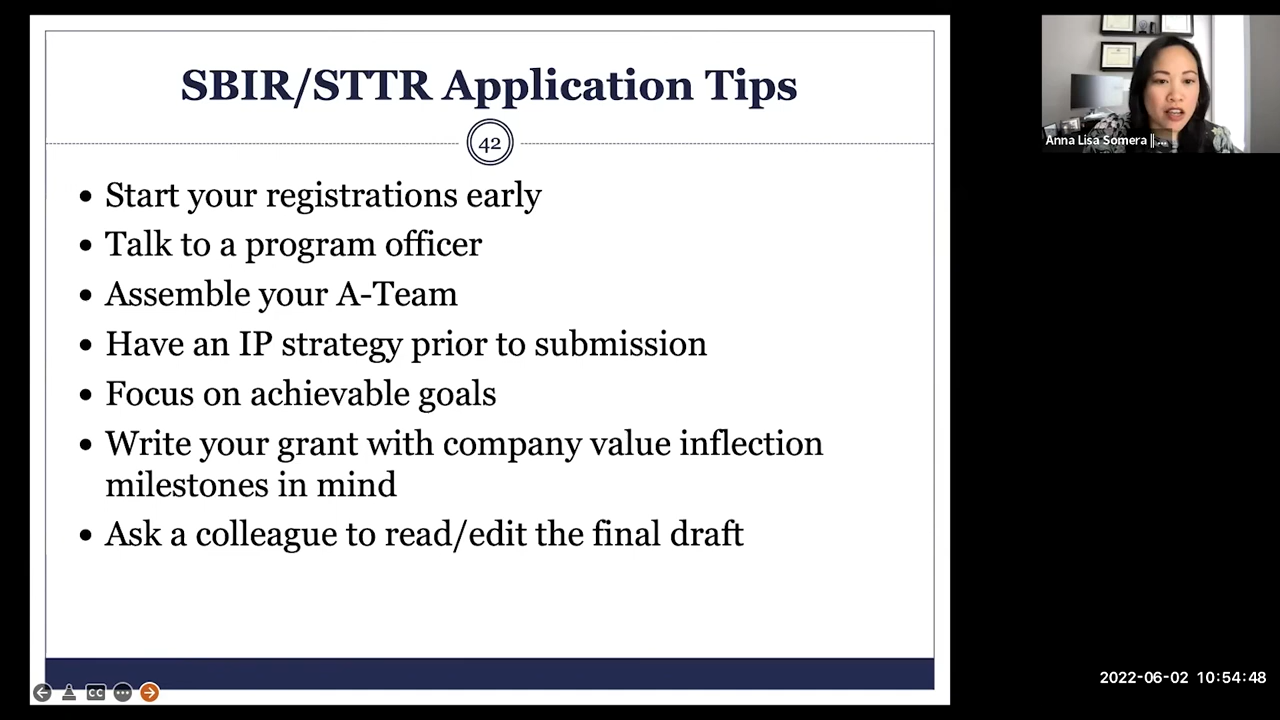 SBIR/STTR Application Tips
42
• Start your registrations early
• Talk to a program officer
• Assemble your A-Team
• Have an IP strategy prior to submission
• Focus on achievable goals
• Write your grant with company value inflection
milestones in mind
• Ask a colleague to read/edit the final draft
CC
Anna Lisa Somera || ...
2022-06-02 10:54:48